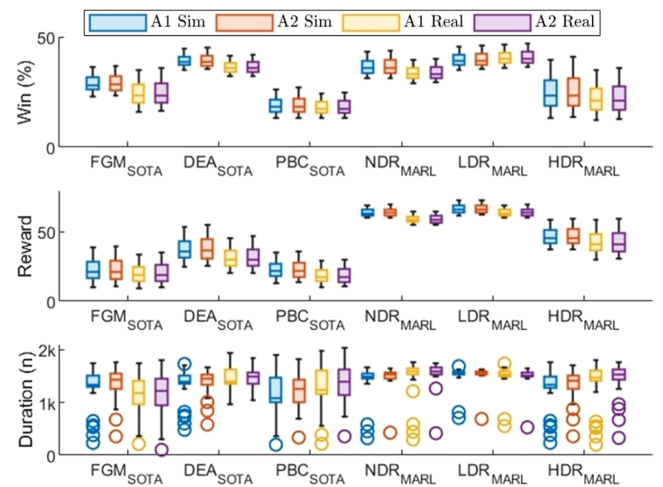 A1 Sim A2 Sim A1 Real A2 Real
50
Win (%)
0
FGM SOTA DEA SOTA PBC SOTA NDR MARL LDR MARL HDR MARL
50
Reward
0
FGM SOTA DEA SOTA PBC SOTA NDR MARL LDR MARL HDR MARL
2k
Duration (n)
1k
0
FGM SOTA DEA SOTA PBC SOTA NDR MARL LDR MARL HDR MARL